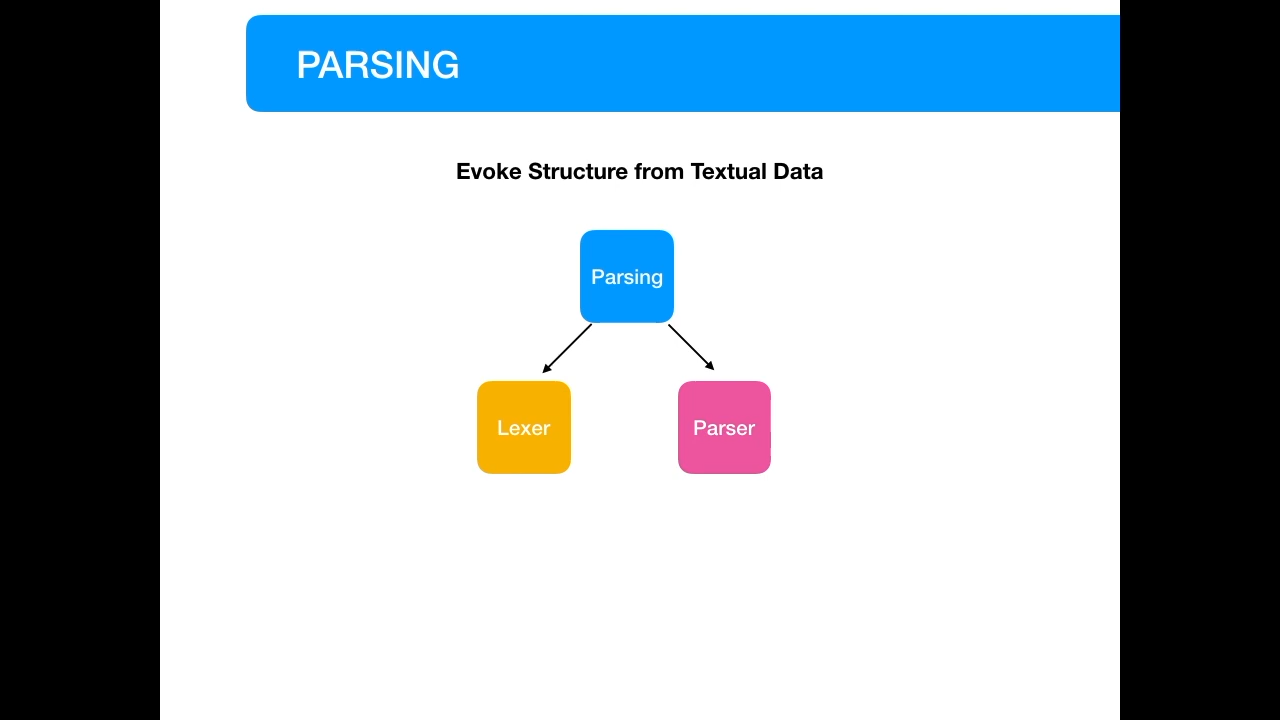 PARSING
Evoke Structure from Textual Data
Parsing
Lexer
Parser